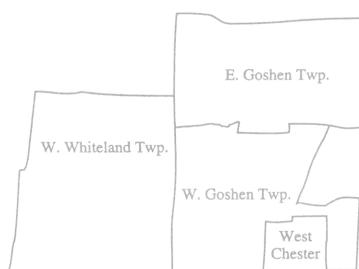 E. Goshen Twp.
W. Whiteland Twp.
W. Goshen Twp.
West
Chester